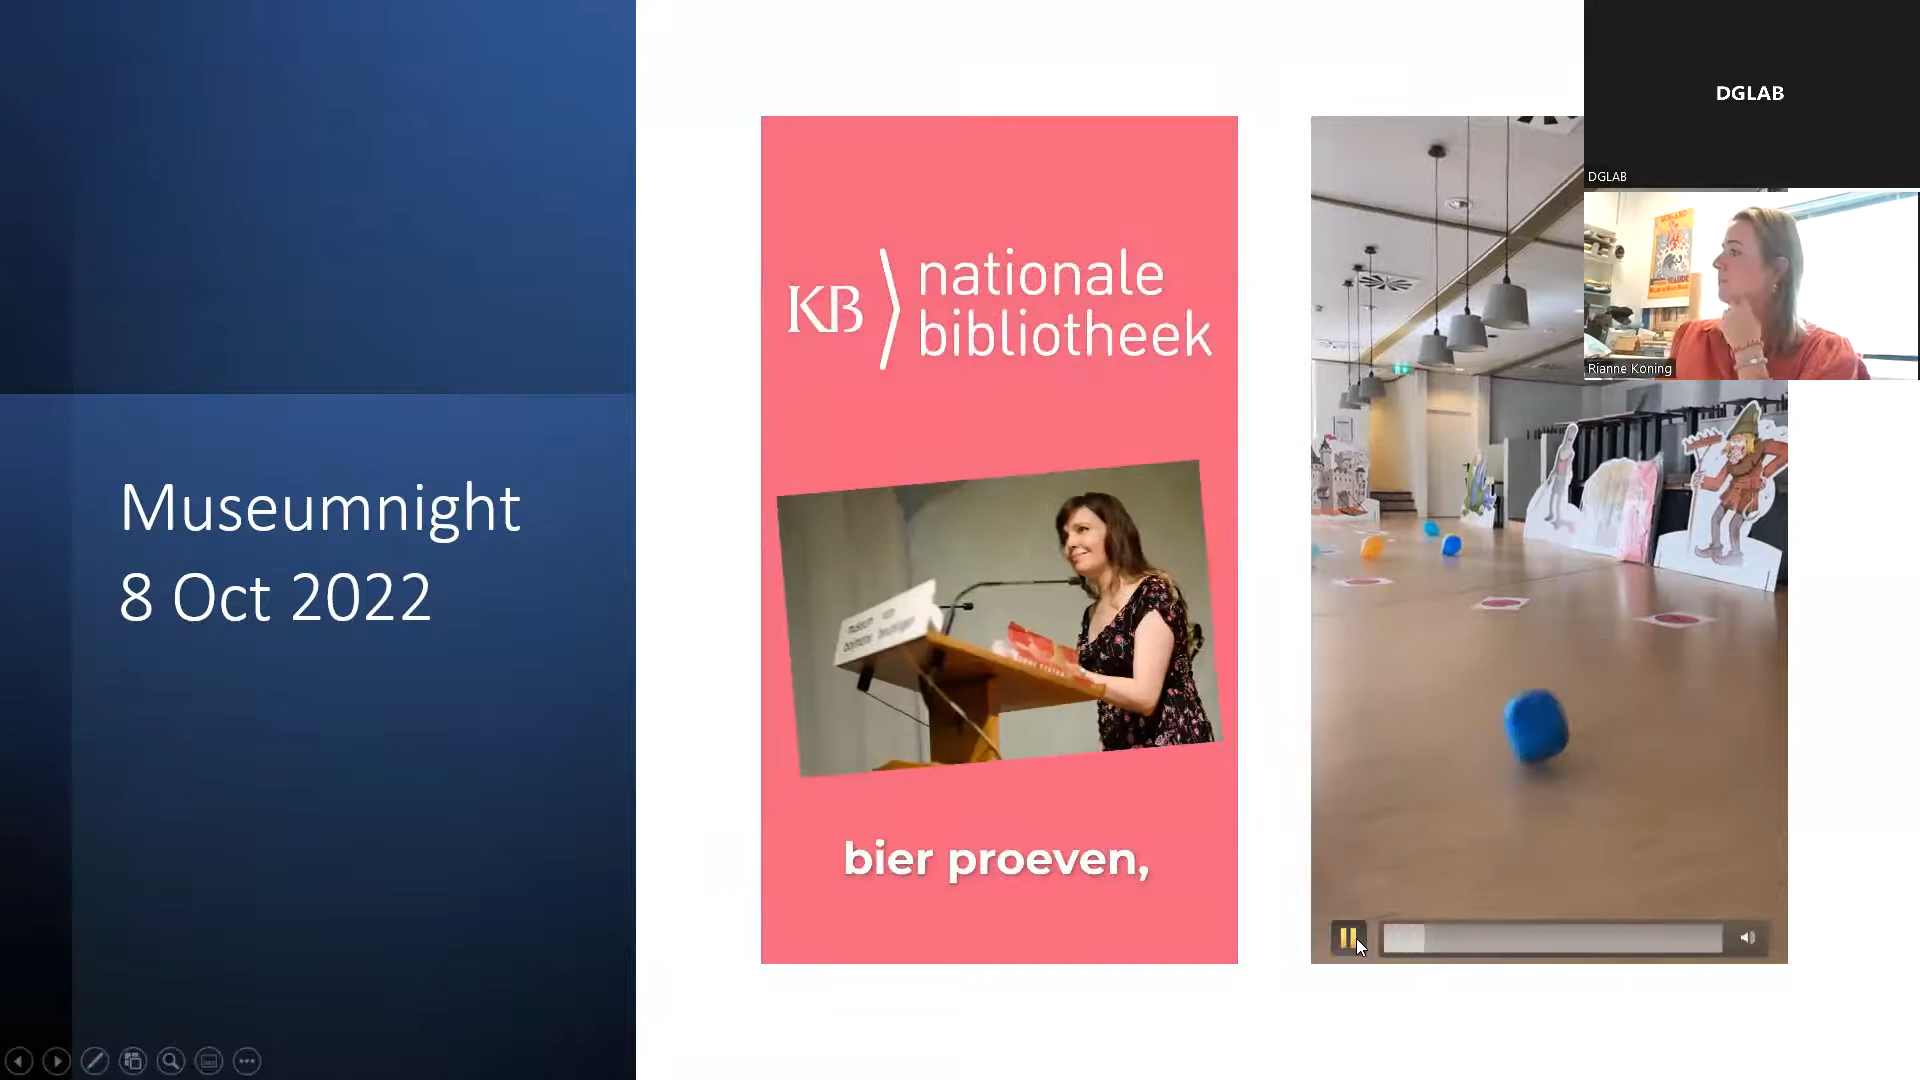 Museumnight
8 Oct 2022
KB
nationale
bibliotheek
bier proeven,
DGLAB
DGLAB
Rianne Koning